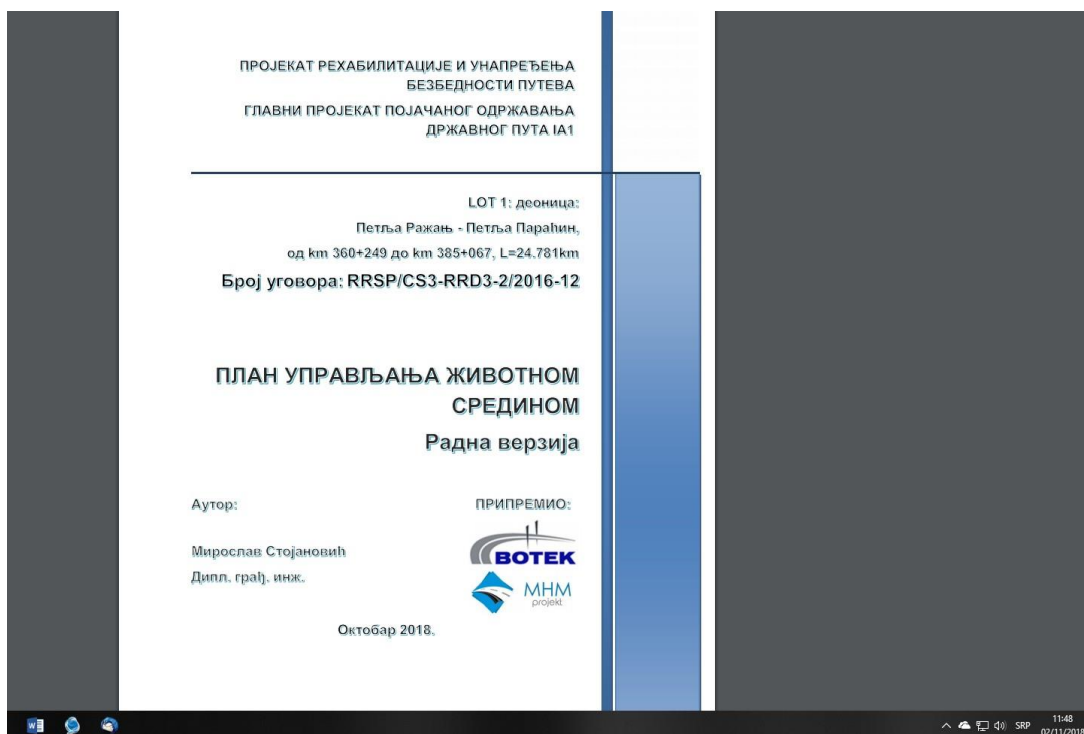 ПРОЈЕКАТ РЕХАБИЛИТАЦИЈЕ И УНАПРЕЂЕЊА
БЕЗБЕДНОСТИ ПУТЕВА
ГЛАВНИ ПРОЈЕКАТ ПОЈАЧАНОГ ОДРЖАВАЊА
ДРЖАВНОГ ПУТА IA1
LOT 1: деоница:
Петља Ражањ - Петља Параћин,
од km 360+249 до km 385+067, L=24.781km
Број уговора: RRSP/CS3-RRD3-2/2016-12
ПЛАН УПРАВЉАЊА ЖИВОТНОМ
СРЕДИНОМ
Радна верзија
Аутор:
ПРИПРЕМИО:
Мирослав Стојановић
Дипл. грађ. инж.
BOTEK
MHM
projekt
Октобар 2018.
SRP
11:48
02/11/2018